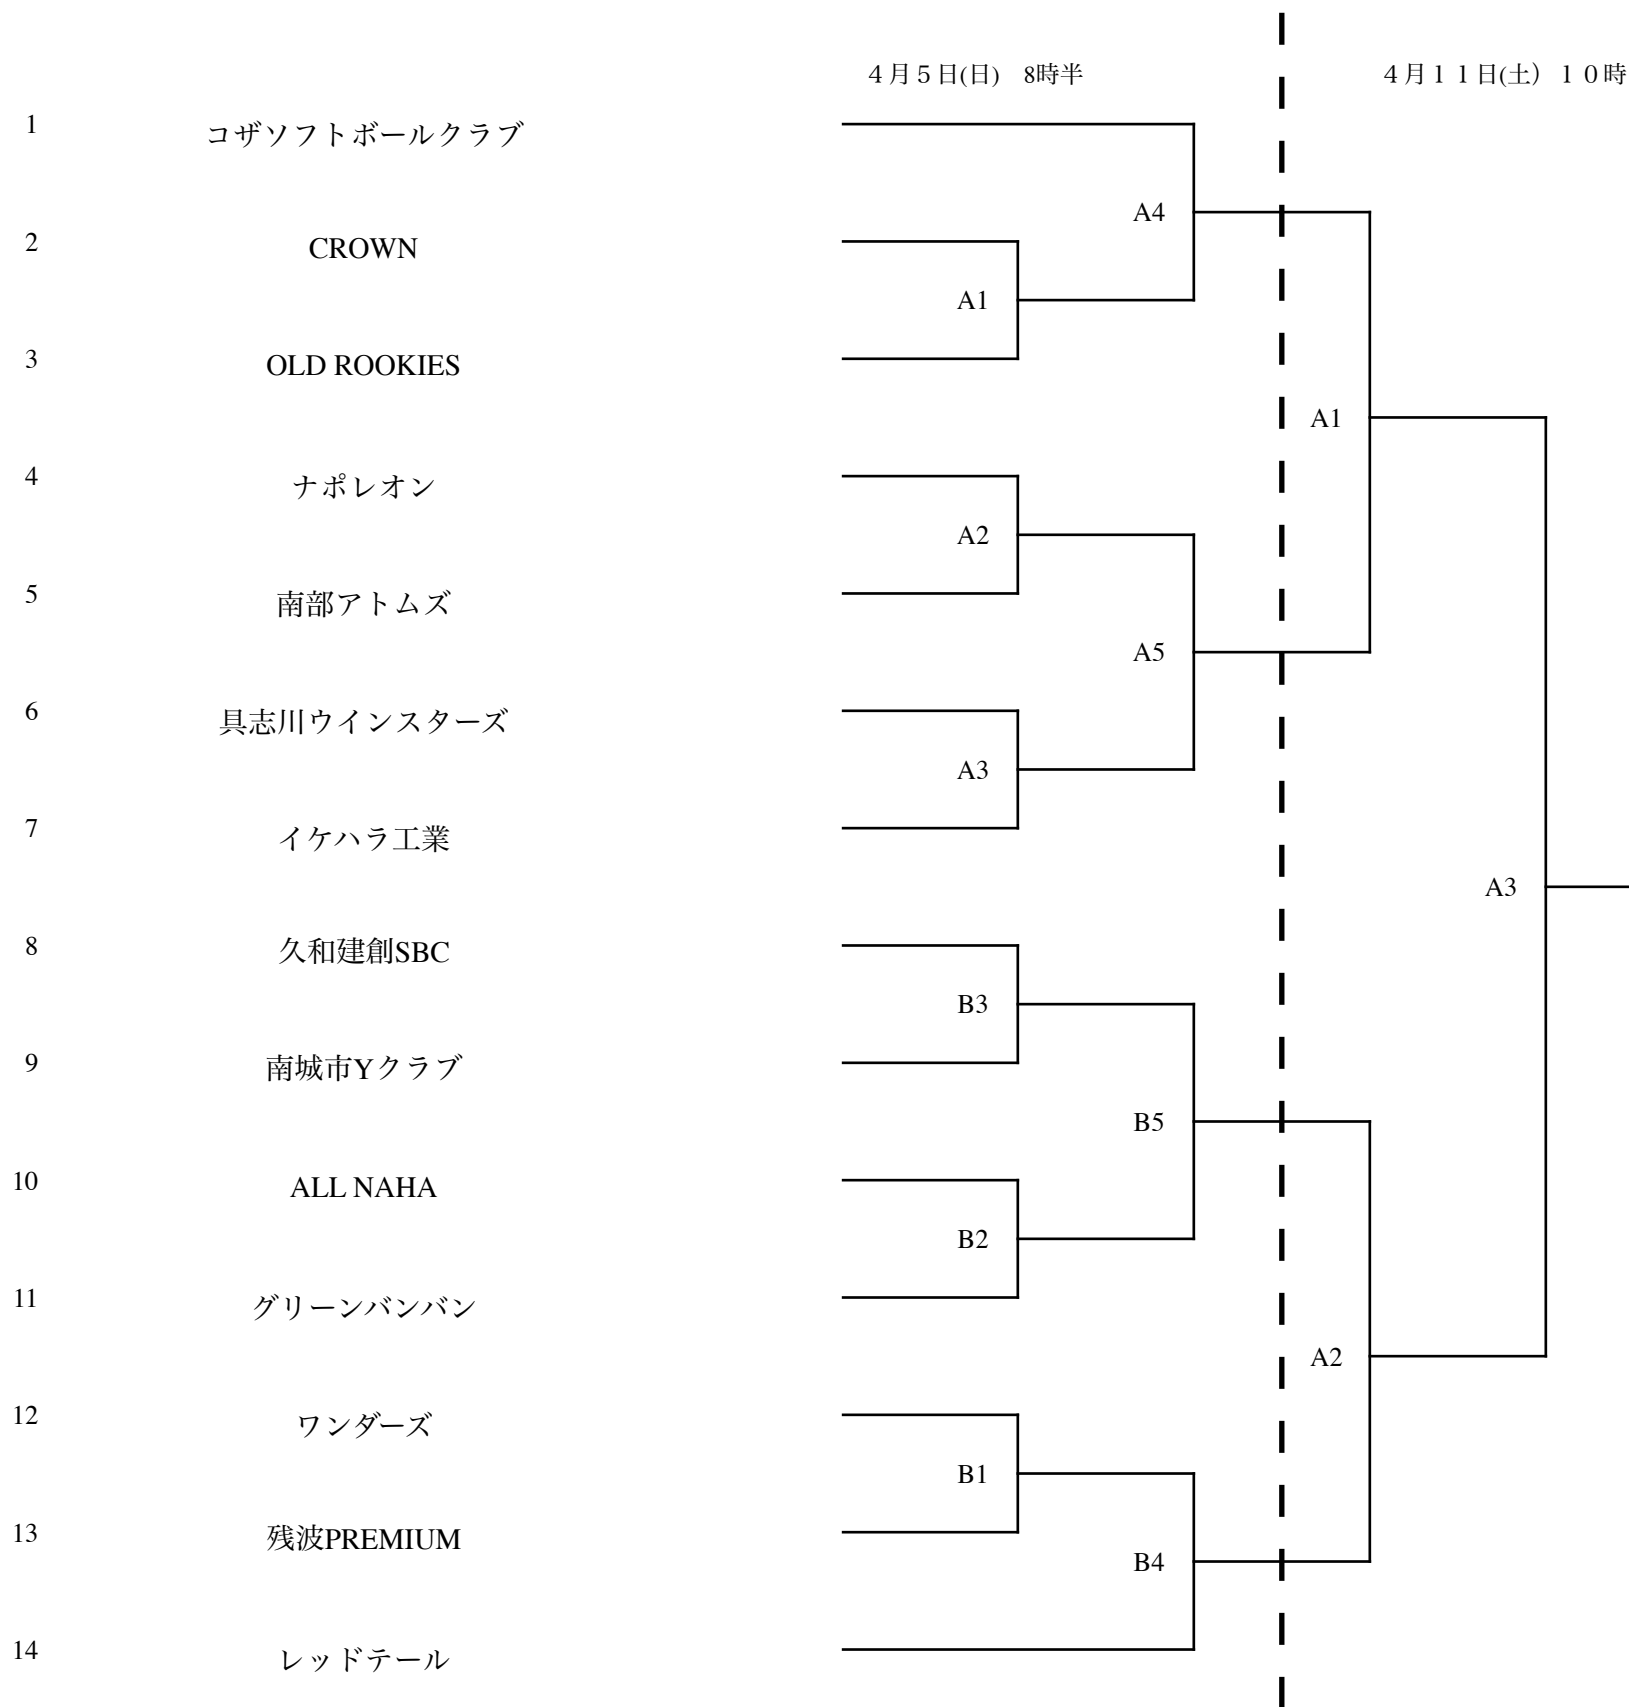 ４月５日(日)　8時半
４月１１日(土）１０時
1 コザソフトボールクラブ
A4
2 CROWN
A1
3 OLD ROOKIES
A1
4 ナポレオン
A2
5 南部アトムズ
A5
6 具志川ウインスターズ
A3
7 イケハラ工業
A3
8 久和建創SBC
B3
9 南城市Yクラブ
B5
10 ALL NAHA
B2
11 グリーンバンバン
A2
12 ワンダーズ
B1
13 残波PREMIUM
B4
14 レッドテール